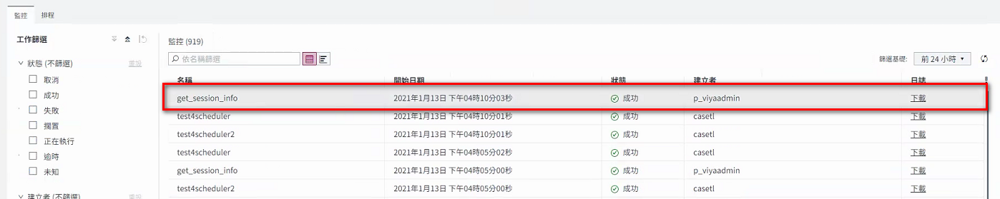 監控 排程
工作篩選
監控 (919)
依名稱篩選
篩選基礎: 前 24 小時
狀態 (不篩選) 重設
取消
成功
失敗
擱置
正在執行
逾時
未知
建立者 (不篩選) 重設
名稱 開始日期 狀態 建立者 日誌
get_session_info 2021年1月13日 下午04時10分03秒 成功 p_viyaadmin 下載
test4scheduler 2021年1月13日 下午04時10分01秒 成功 casetl 下載
test4scheduler2 2021年1月13日 下午04時10分01秒 成功 casetl 下載
test4scheduler 2021年1月13日 下午04時05分02秒 成功 casetl 下載
get_session_info 2021年1月13日 下午04時05分00秒 成功 p_viyaadmin 下載
test4scheduler2 2021年1月13日 下午04時05分00秒 成功 casetl 下載